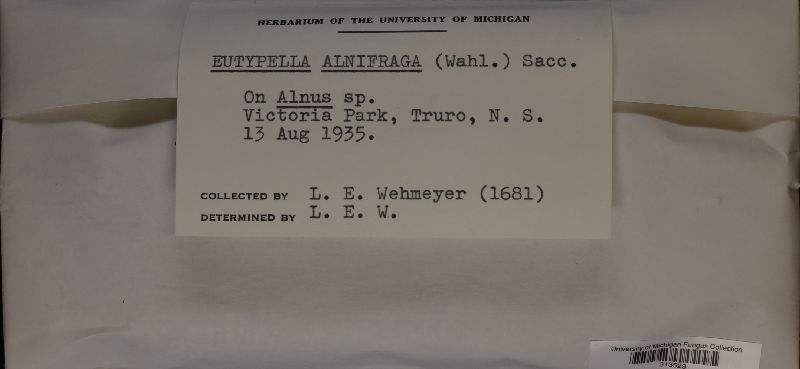 HERBARIUM OF THE UNIVERSITY OF MICHIGAN
EUTYPELLA ALNIFRAGA (Wahl.) Sacc.
On Alnus sp.
Victoria Park, Truro, N. S.
13 Aug 1935.
COLLECTED BY L. E. Wehmeyer (1681)
DETERMINED BY L. E. W.
University of Michigan Fungus Collection